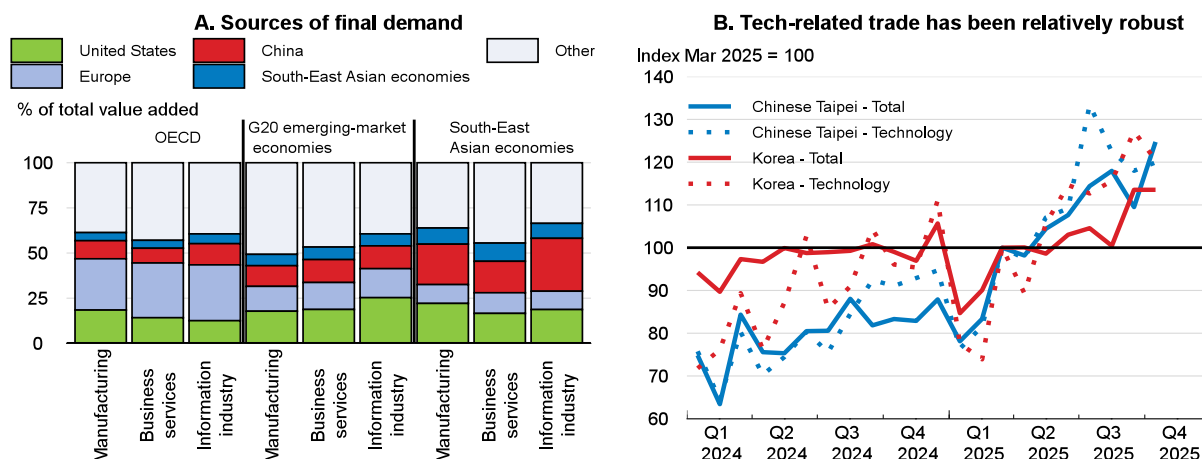 A. Sources of final demand
United States
China
Other
Europe
South-East Asian economies
% of total value added
OECD
G20 emerging-market
economies
South-East
Asian economies
100
75
50
25
0
Manufacturing
Business
services
Information
industry
Manufacturing
Business
services
Information
industry
Manufacturing
Business
services
Information
industry
B. Tech-related trade has been relatively robust
Index Mar 2025 = 100
140
130
120
110
100
90
80
70
60
Chinese Taipei - Total
Chinese Taipei - Technology
Korea - Total
Korea - Technology
Q1
2024
Q2
2024
Q3
2024
Q4
2024
Q1
2025
Q2
2025
Q3
2025
Q4
2025